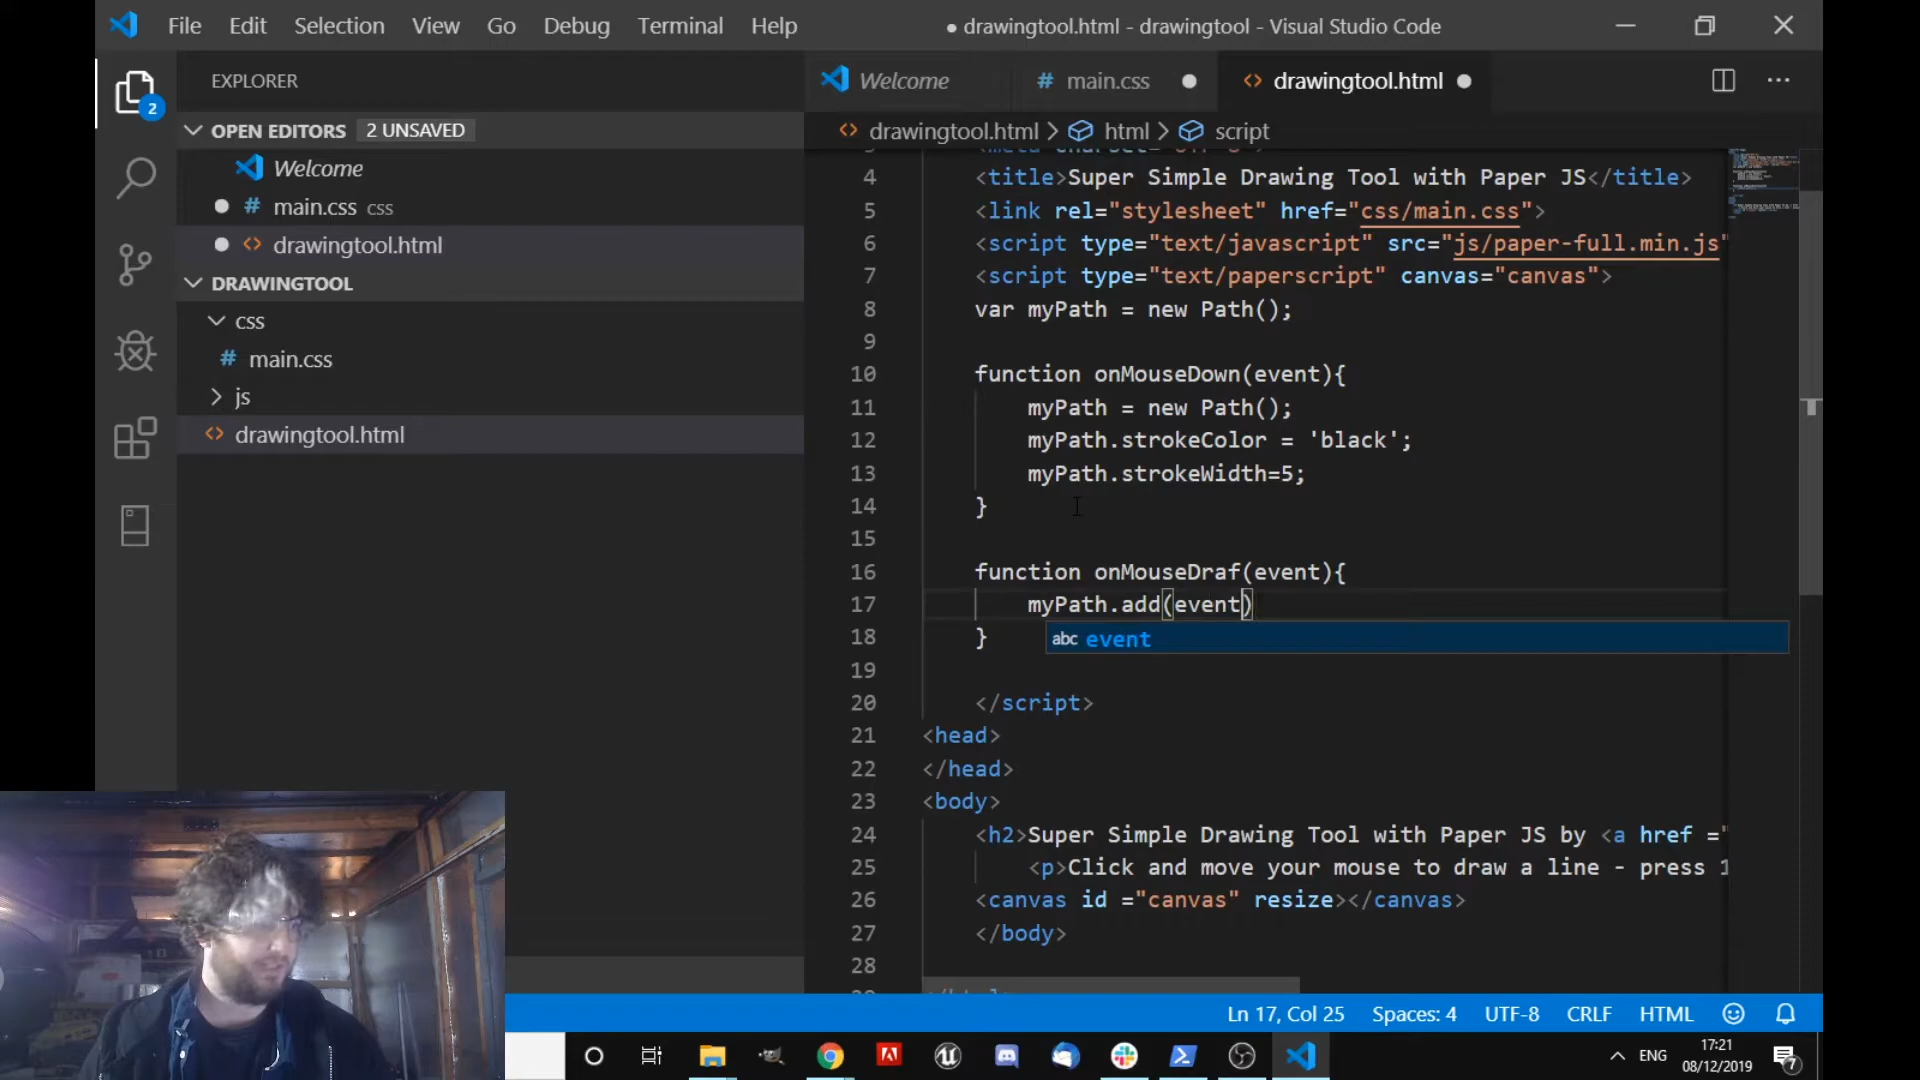 File Edit Selection View Go Debug Terminal Help
● drawingtool.html - drawingtool - Visual Studio Code
EXPLORER
2
OPEN EDITORS 2 UNSAVED
Welcome
# main.css css
<> drawingtool.html
DRAWINGTOOL
css
# main.css
js
<> drawingtool.html
Welcome # main.css <> drawingtool.html
<> drawingtool.html > html > script
4 <title>Super Simple Drawing Tool with Paper JS</title>
5 <link rel="stylesheet" href="css/main.css">
6 <script type="text/javascript" src="js/paper-full.min.js"
7 <script type="text/paperscript" canvas="canvas">
8 var myPath = new Path();
9
10 function onMouseDown(event){
11 myPath = new Path();
12 myPath.strokeColor = 'black';
13 myPath.strokeWidth=5;
14 }
15
16 function onMouseDraf(event){
17 myPath.add(event)
abc event
18 }
19
20 </script>
21 <head>
22 </head>
23 <body>
24 <h2>Super Simple Drawing Tool with Paper JS by <a href ="
25 <p>Click and move your mouse to draw a line - press 1
26 <canvas id ="canvas" resize></canvas>
27 </body>
28
Ln 17, Col 25 Spaces: 4 UTF-8 CRLF HTML
ENG
17:21
08/12/2019
7